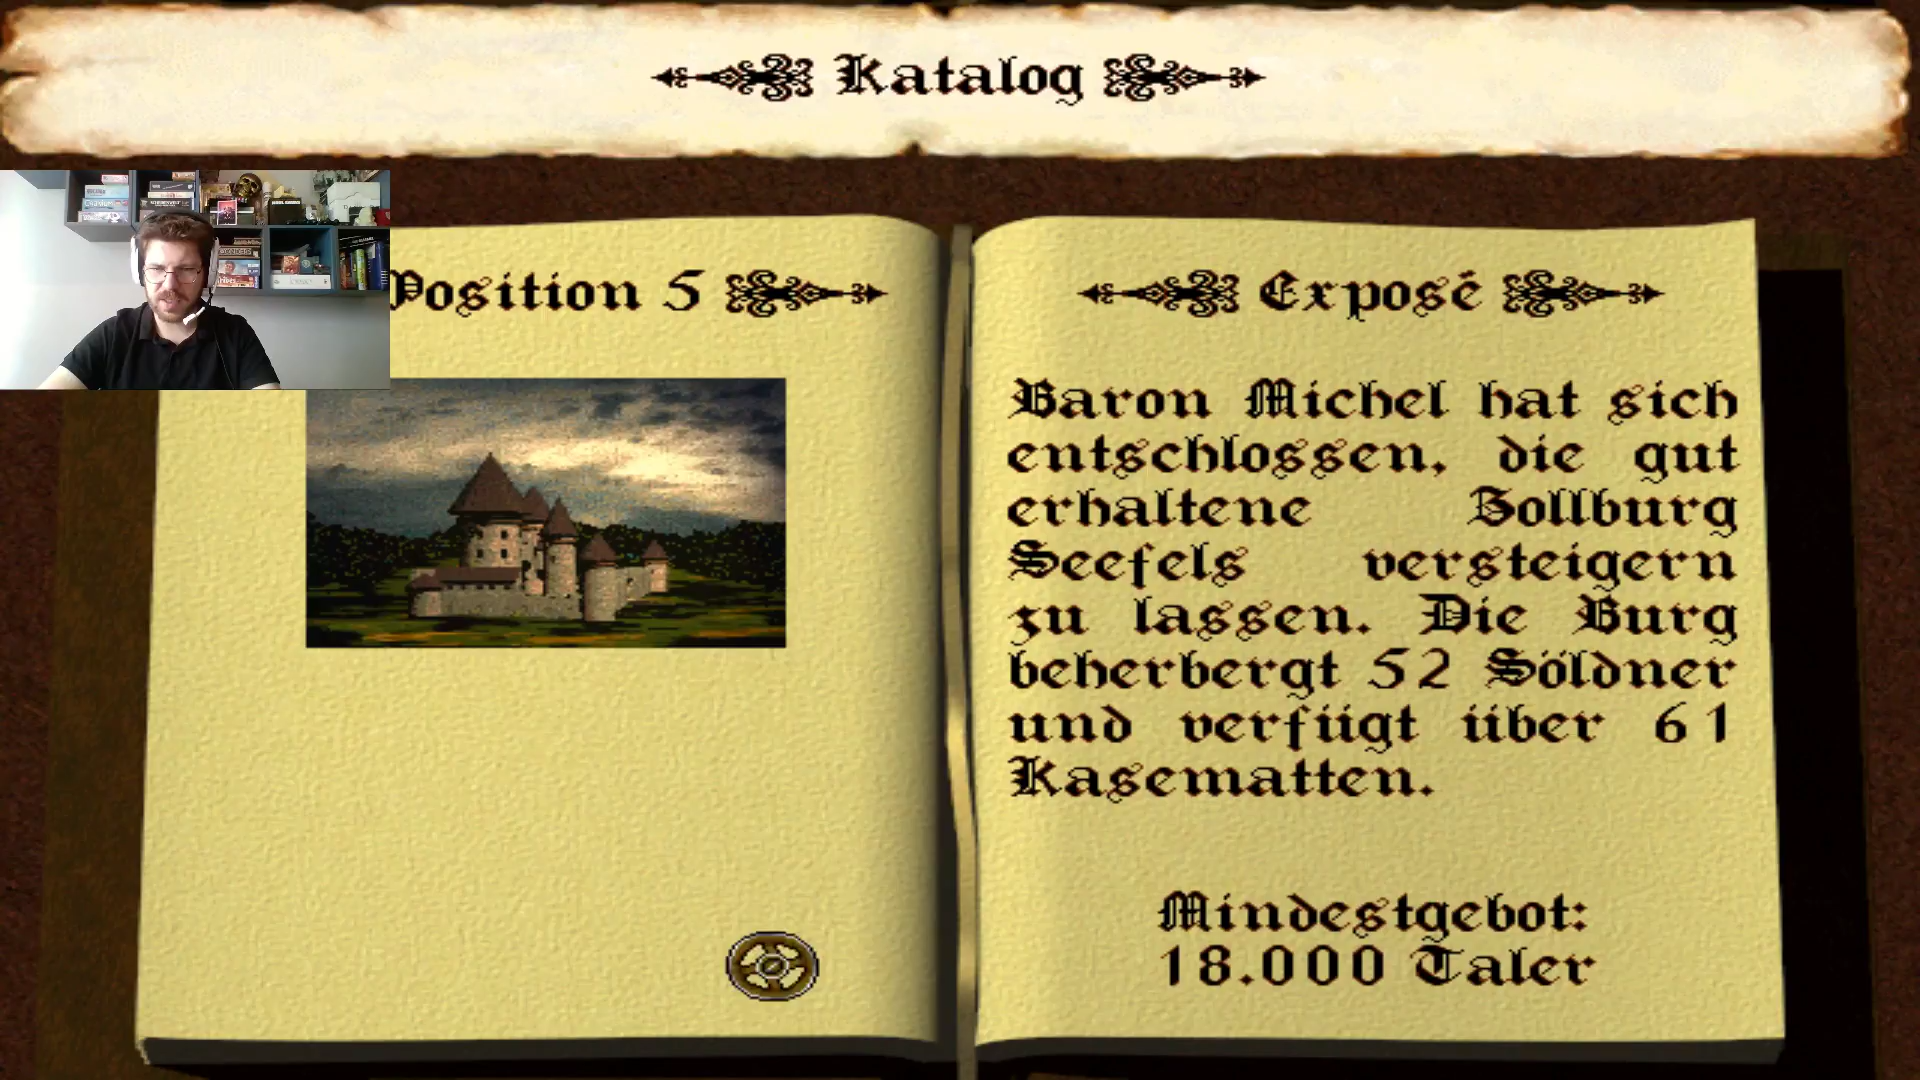 Katalog
Position 5
Exposé
Baron Michel hat sich
entschlossen, die gut
erhaltene Zollburg
Seefels versteigern
zu lassen. Die Burg
beherbergt 52 Söldner
und verfügt über 61
Kasematten.
Mindestgebot:
18.000 Taler